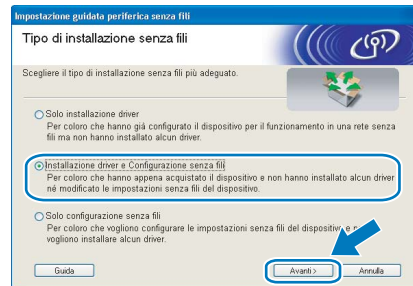 Impostazione guidata periferica senza fili
Tipo di installazione senza fili
Scegliere il tipo di installazione senza fili più adeguato.
Solo installazione driver
Per coloro che hanno già configurato il dispositivo per il funzionamento in una rete senza
fili ma non hanno installato alcun driver.
Installazione driver e Configurazione senza fili
Per coloro che hanno appena acquistato il dispositivo e non hanno installato alcun driver
né modificato le impostazioni senza fili del dispositivo.
Solo configurazione senza fili
Per coloro che vogliono configurare le impostazioni senza fili del dispositivo e
vogliono installare alcun driver.
Guida
Avanti >
Annulla